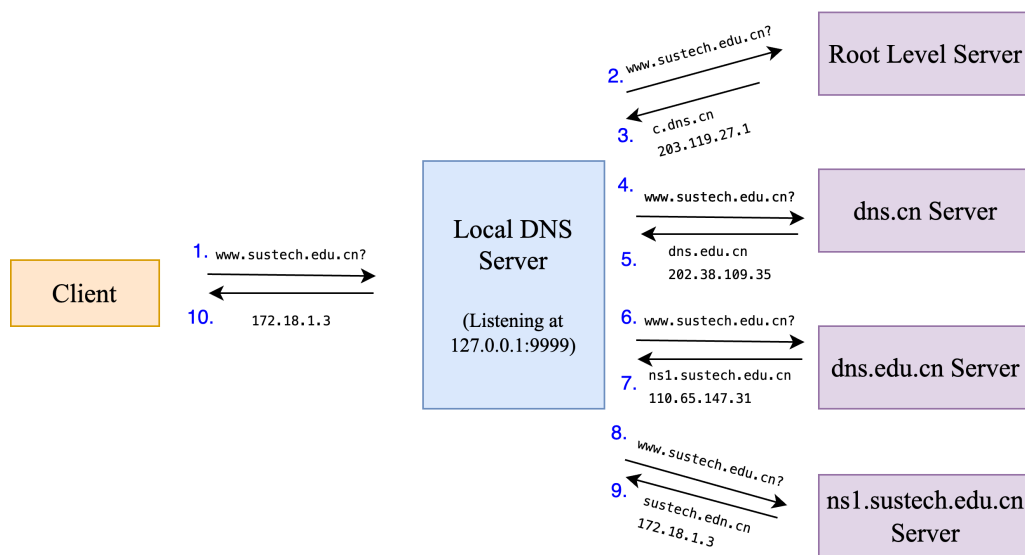 2.
www.sustech.edu.cn?
Root Level Server
3.
c.dns.cn
203.119.27.1
4.
www.sustech.edu.cn?
dns.cn Server
5.
dns.edu.cn
202.38.109.35
Local DNS
Server
(Listening at
127.0.0.1:9999)
1.
www.sustech.edu.cn?
Client
10.
172.18.1.3
6.
www.sustech.edu.cn?
dns.edu.cn Server
7.
ns1.sustech.edu.cn
110.65.147.31
8.
www.sustech.edu.cn?
9.
sustech.edn.cn
172.18.1.3
ns1.sustech.edu.cn
Server